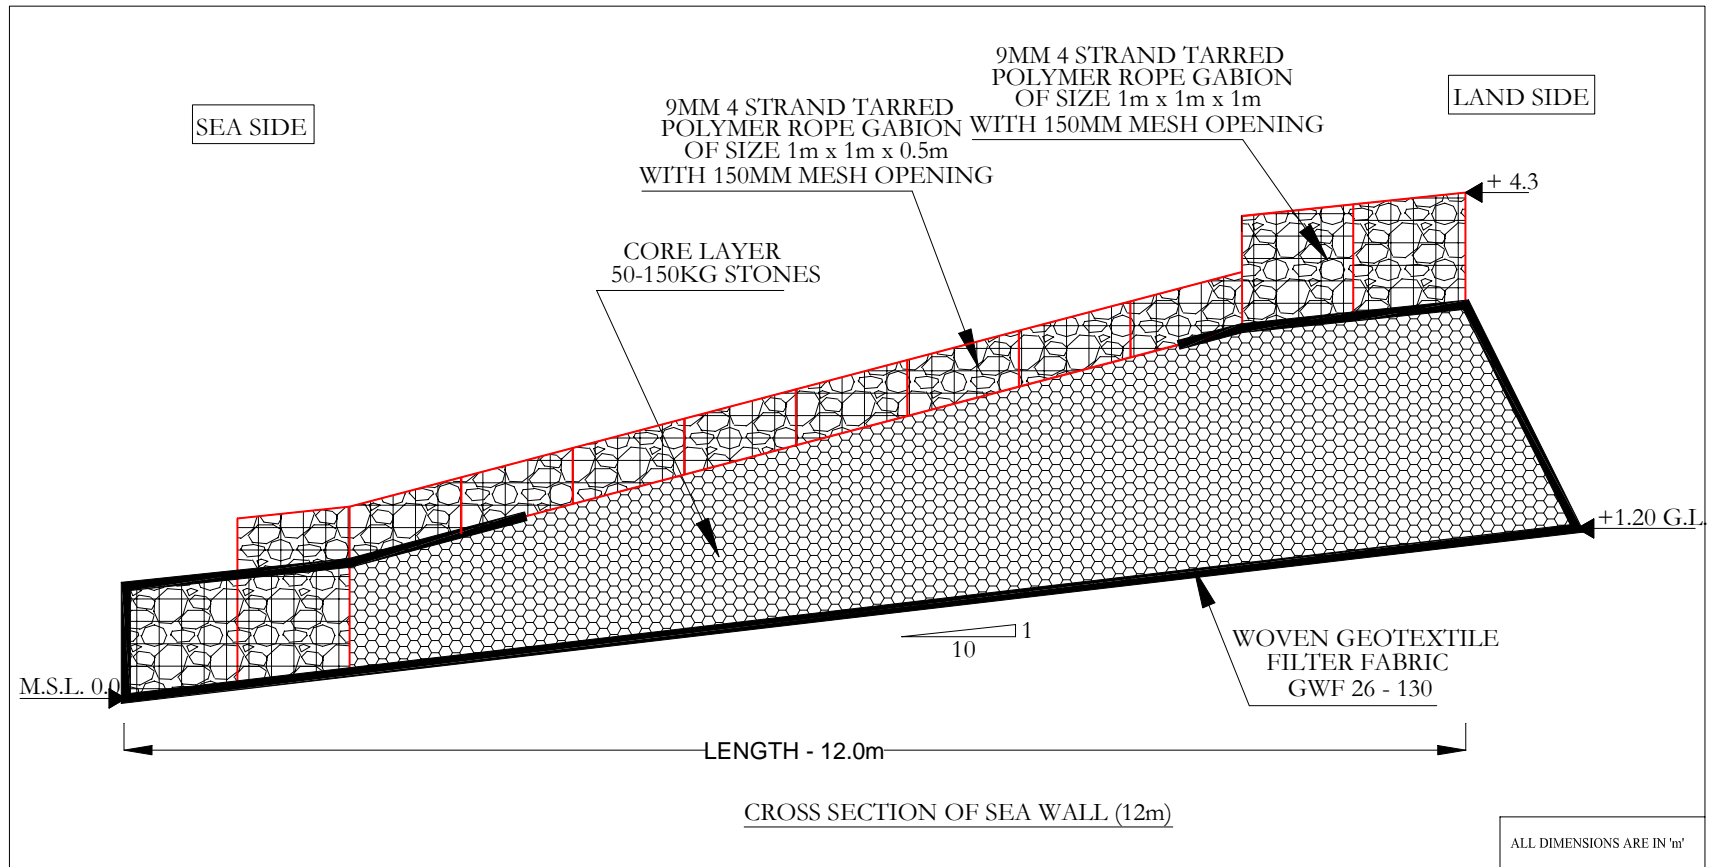 9MM 4 STRAND TARRED
POLYMER ROPE GABION
OF SIZE 1m x 1m x 1m
WITH 150MM MESH OPENING
LAND SIDE
SEA SIDE
9MM 4 STRAND TARRED
POLYMER ROPE GABION
OF SIZE 1m x 1m x 0.5m
WITH 150MM MESH OPENING
+ 4.3
CORE LAYER
50-150KG STONES
+1.20 G.L.
1
10
WOVEN GEOTEXTILE
FILTER FABRIC
GWF 26 - 130
M.S.L. 0.0
LENGTH - 12.0m
CROSS SECTION OF SEA WALL (12m)
ALL DIMENSIONS ARE IN 'm'